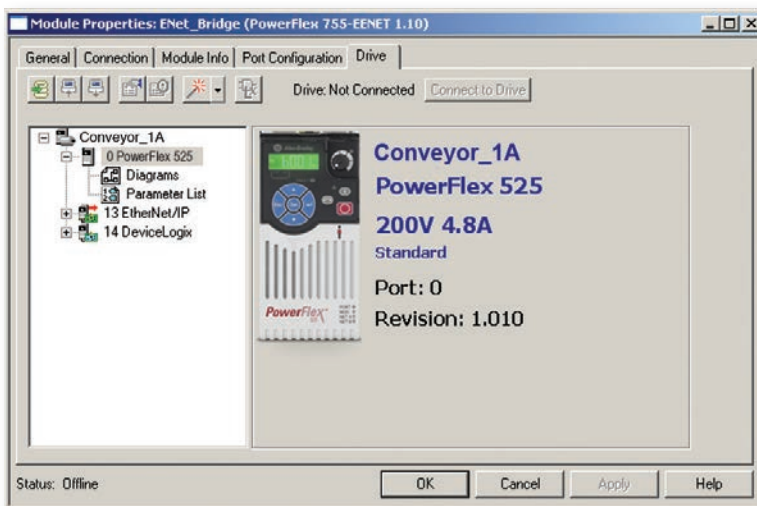 Module Properties: ENet_Bridge (PowerFlex 755-EENET 1.10)
General Connection Module Info Port Configuration Drive
Drive: Not Connected Connect to Drive
Conveyor_1A
0 PowerFlex 525
Diagrams
Parameter List
13 EtherNet/IP
14 DeviceLogix
Conveyor_1A
PowerFlex 525
200V 4.8A
Standard
Port: 0
Revision: 1.010
PowerFlex
Status: Offline
OK Cancel Apply Help